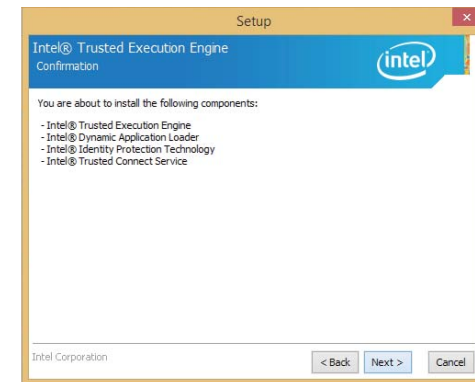 Setup
Intel® Trusted Execution Engine
Confirmation
intel
You are about to install the following components:
- Intel® Trusted Execution Engine
- Intel® Dynamic Application Loader
- Intel® Identity Protection Technology
- Intel® Trusted Connect Service
Intel Corporation
< Back Next > Cancel